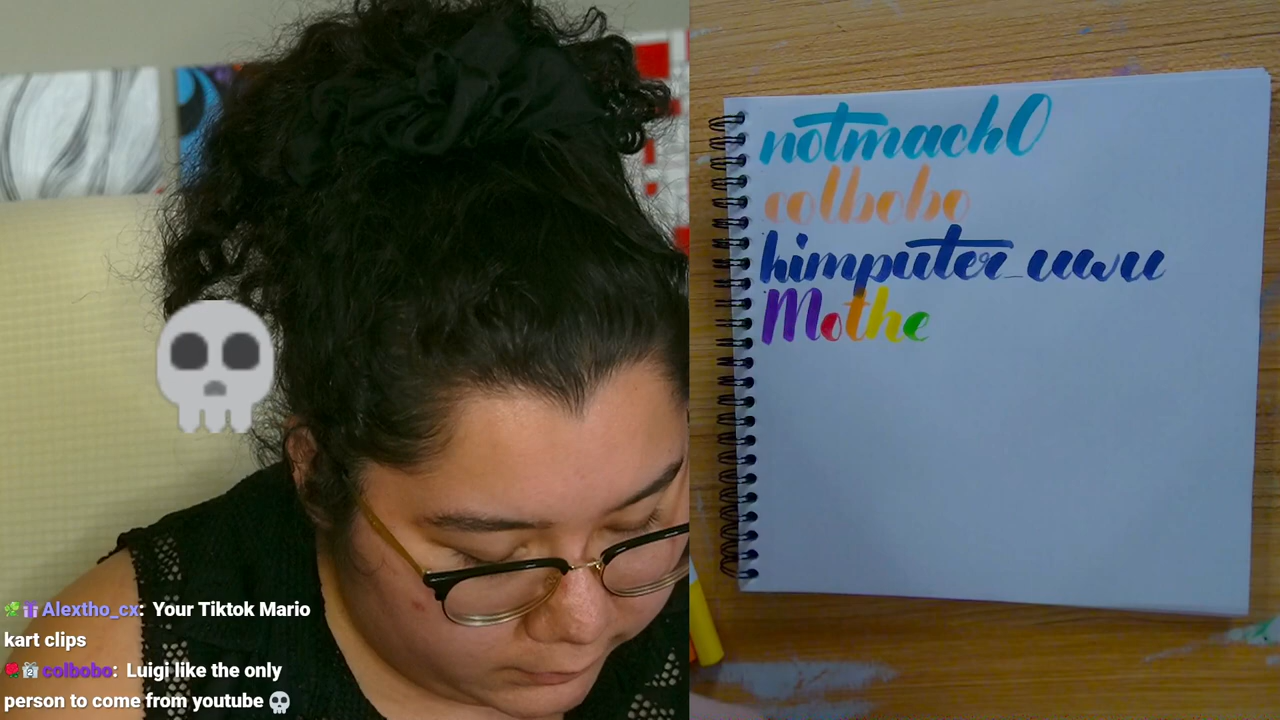 Alextho_cx: Your Tiktok Mario
kart clips
colbobo: Luigi like the only
person to come from youtube
notmach0
colbobo
himputer_uwu
Mothe